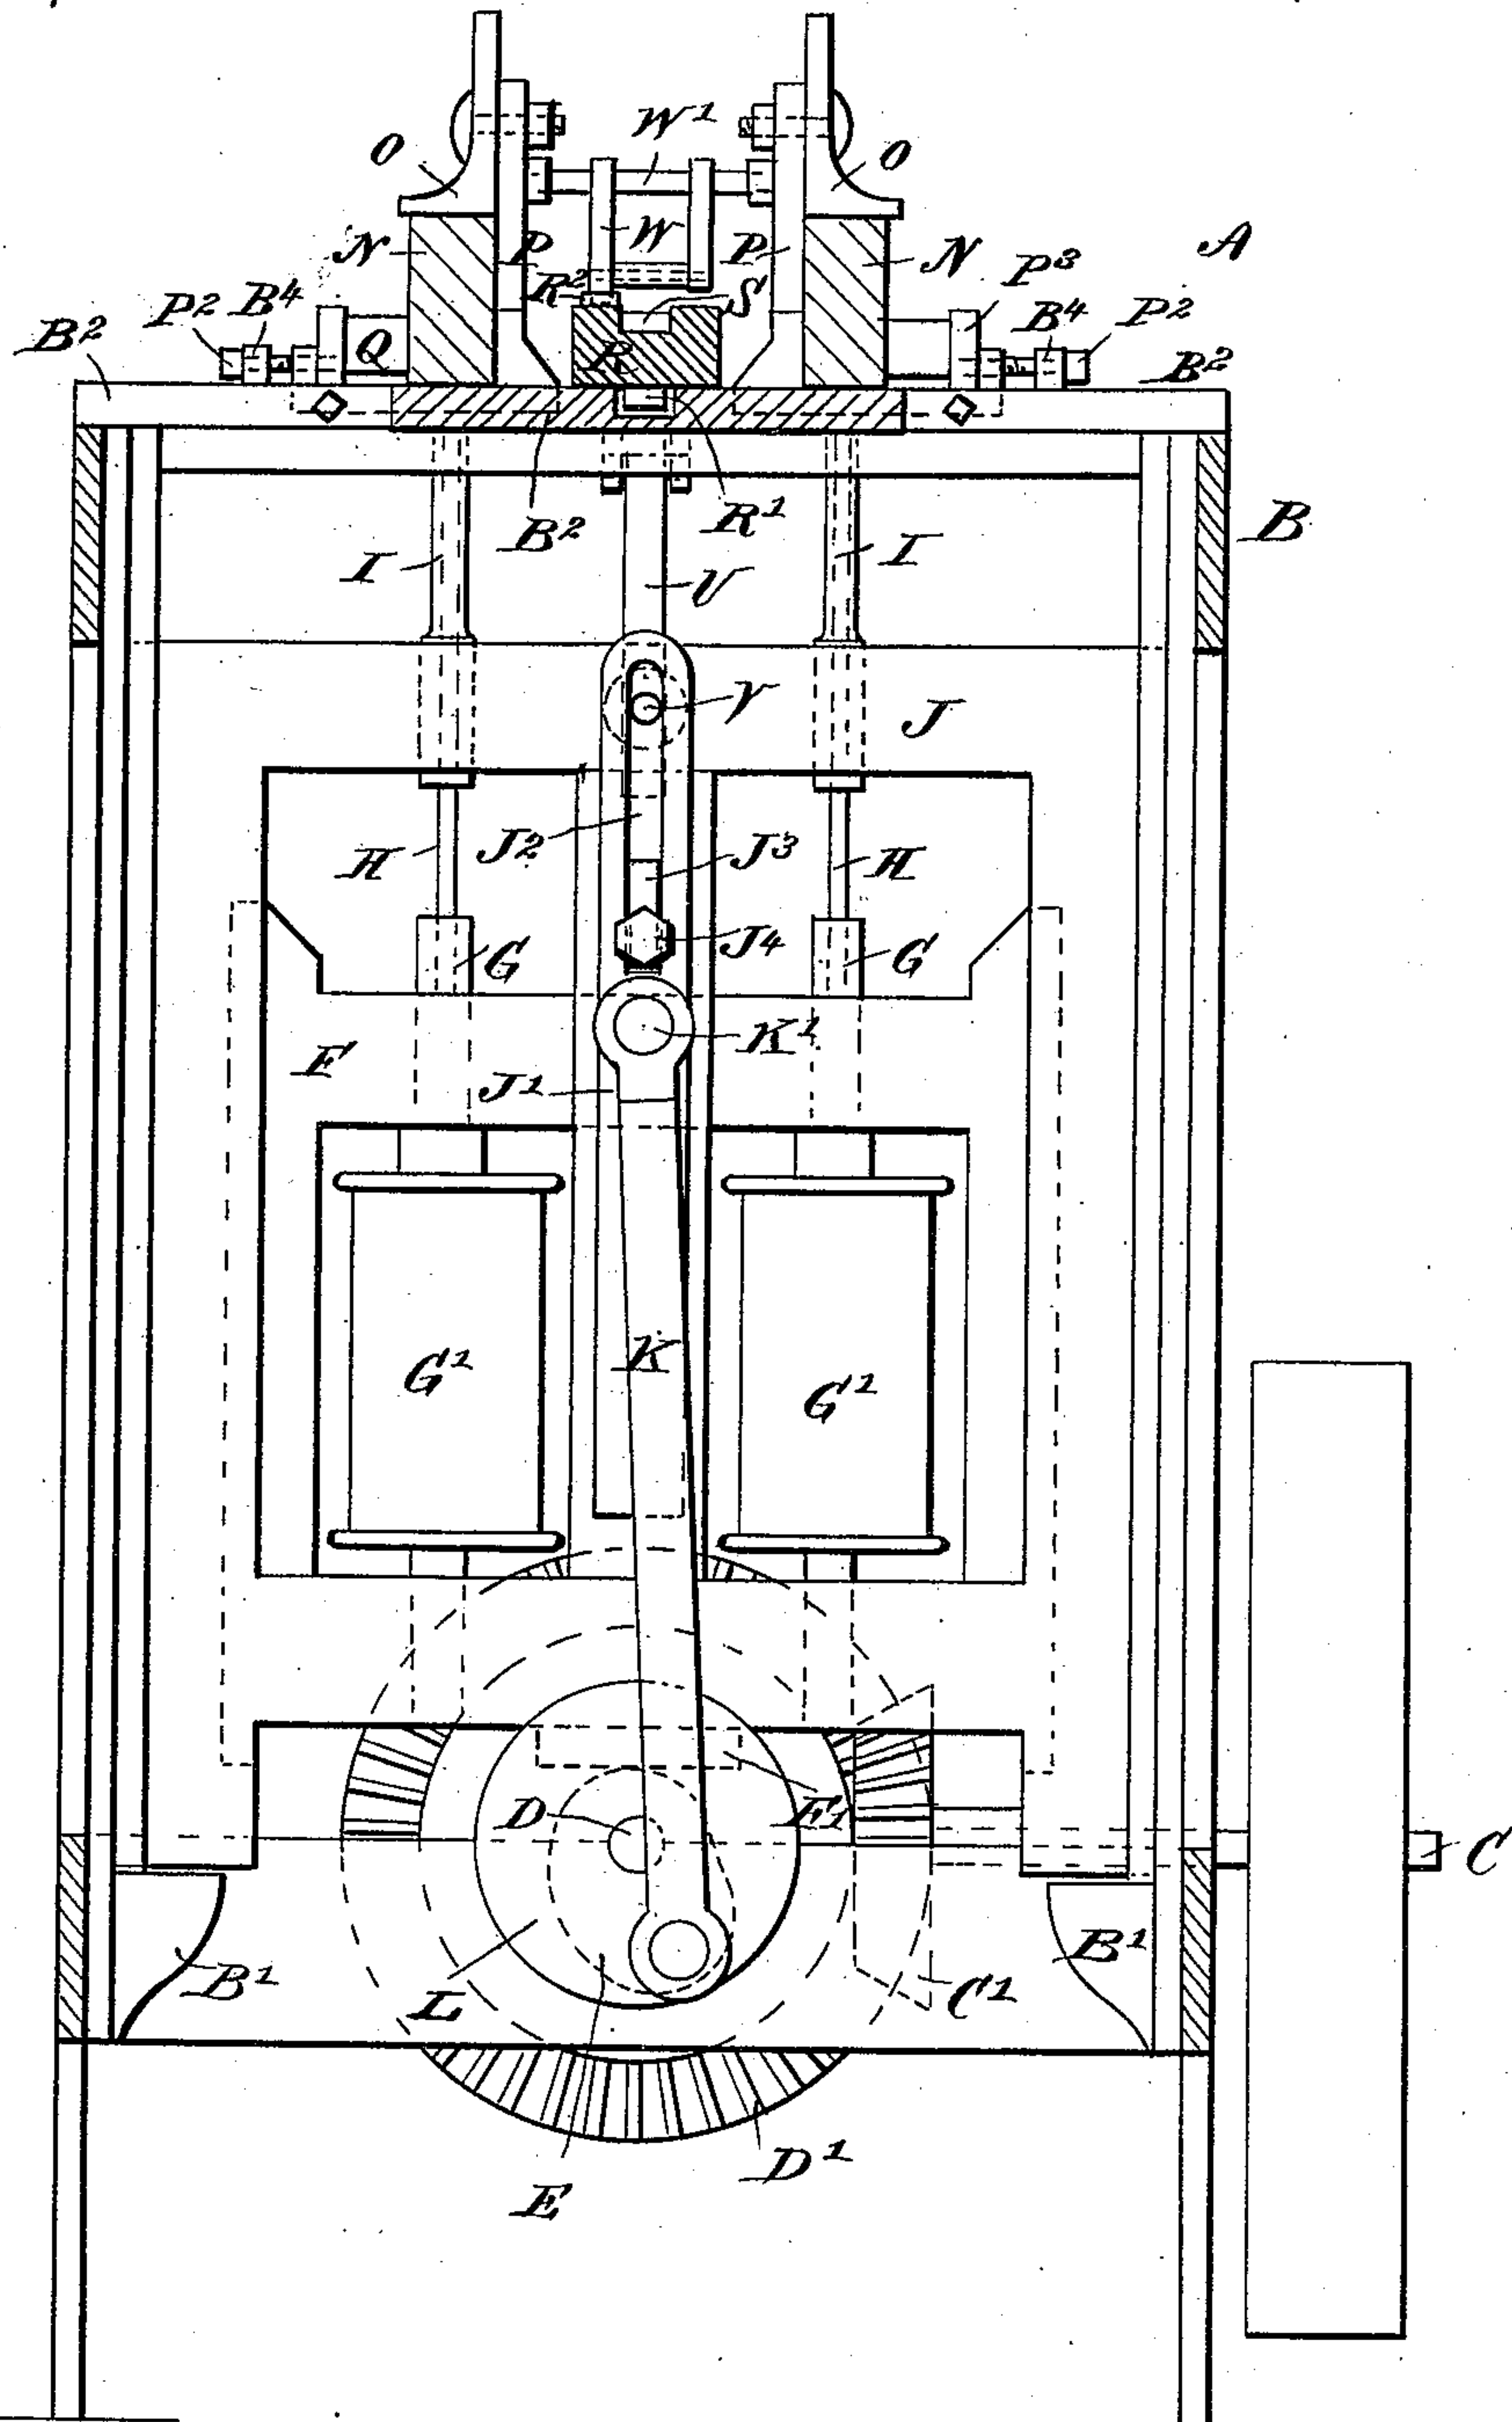 W¹
O O
N P W P N A
R² S P³
P² B⁴ B⁴ P²
B² Q R B²
B² R¹ B
I U I
V J
J² J³
H H
G J⁴ G
K¹
F J¹
K
G¹ G¹
D F¹
C
B¹ B¹
L C¹
D¹
E